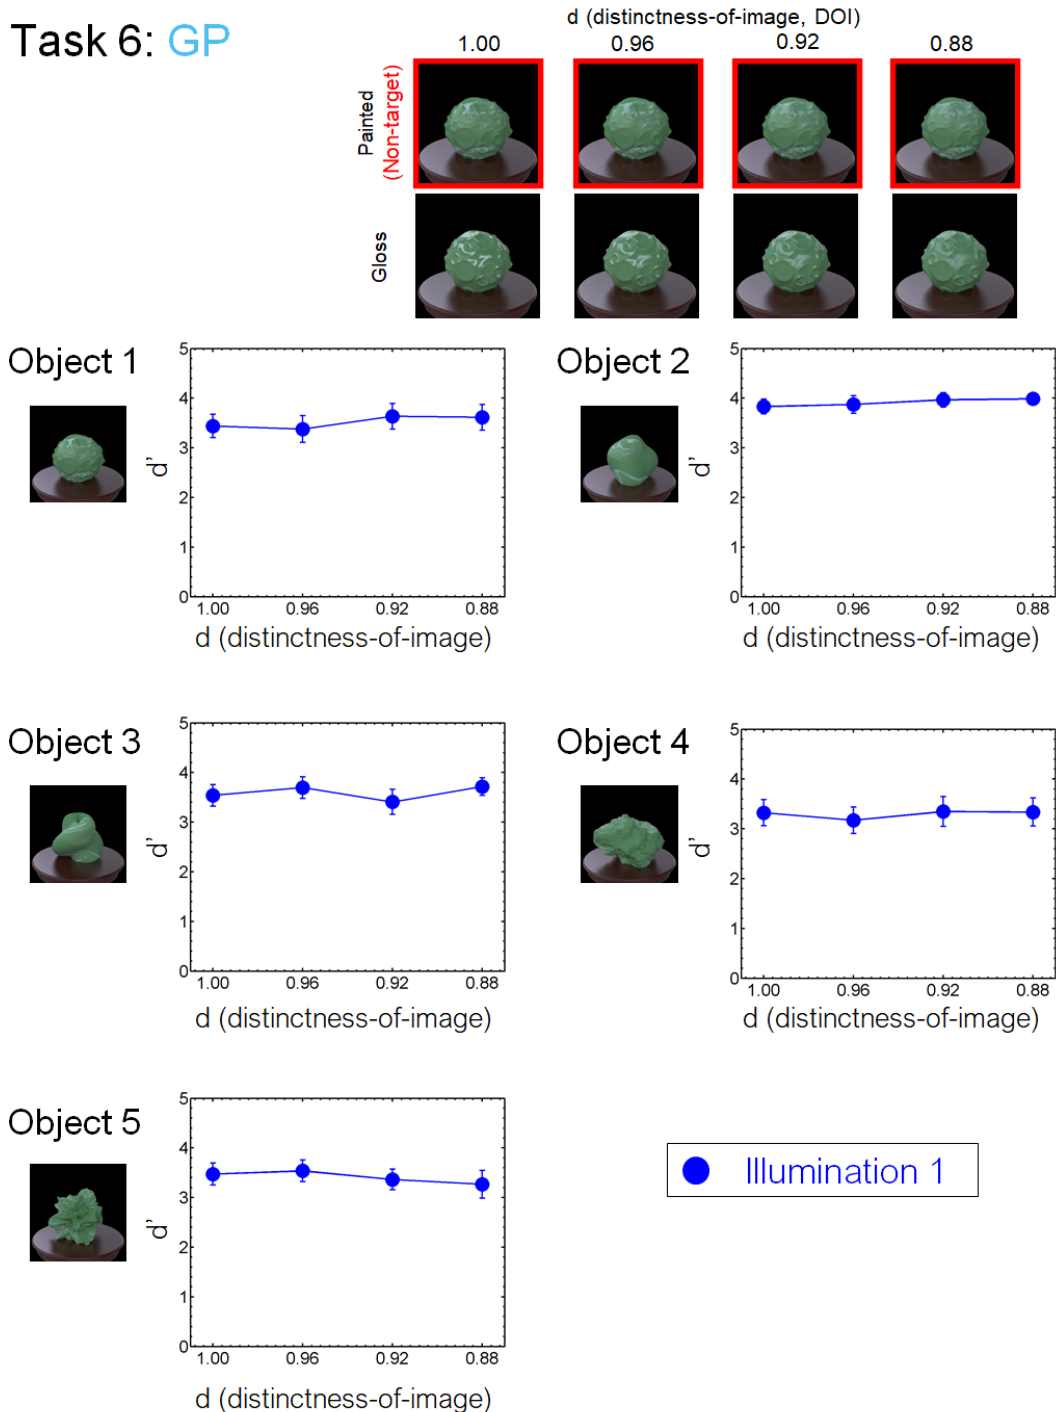 Task 6: GP
d (distinctness-of-image, DOI)
1.00 0.96 0.92 0.88
Painted
(Non-target)
Gloss
Object 1
5
4
3
2
1
0
d'
1.00 0.96 0.92 0.88
d (distinctness-of-image)
Object 2
5
4
3
2
1
0
d'
1.00 0.96 0.92 0.88
d (distinctness-of-image)
Object 3
5
4
3
2
1
0
d'
1.00 0.96 0.92 0.88
d (distinctness-of-image)
Object 4
5
4
3
2
1
0
d'
1.00 0.96 0.92 0.88
d (distinctness-of-image)
Object 5
5
4
3
2
1
0
d'
1.00 0.96 0.92 0.88
d (distinctness-of-image)
Illumination 1